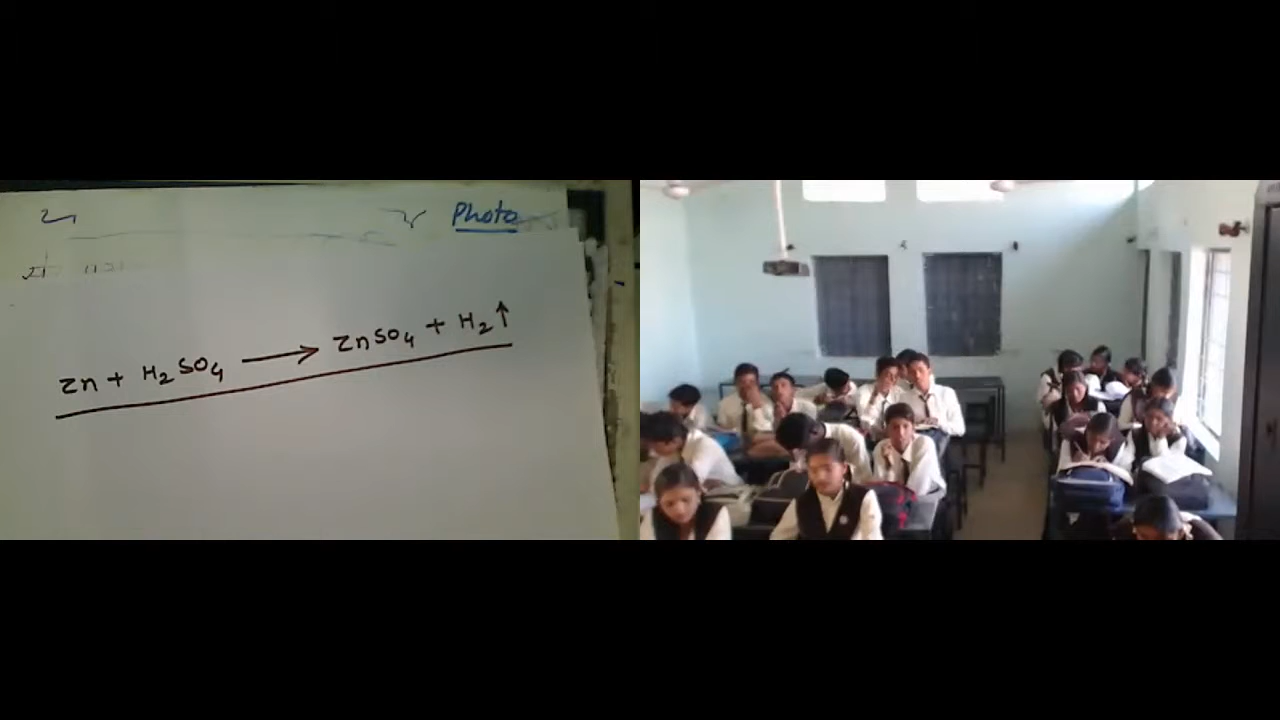 Photo
Zn + H₂SO₄ ⟶ ZnSO₄ + H₂↑